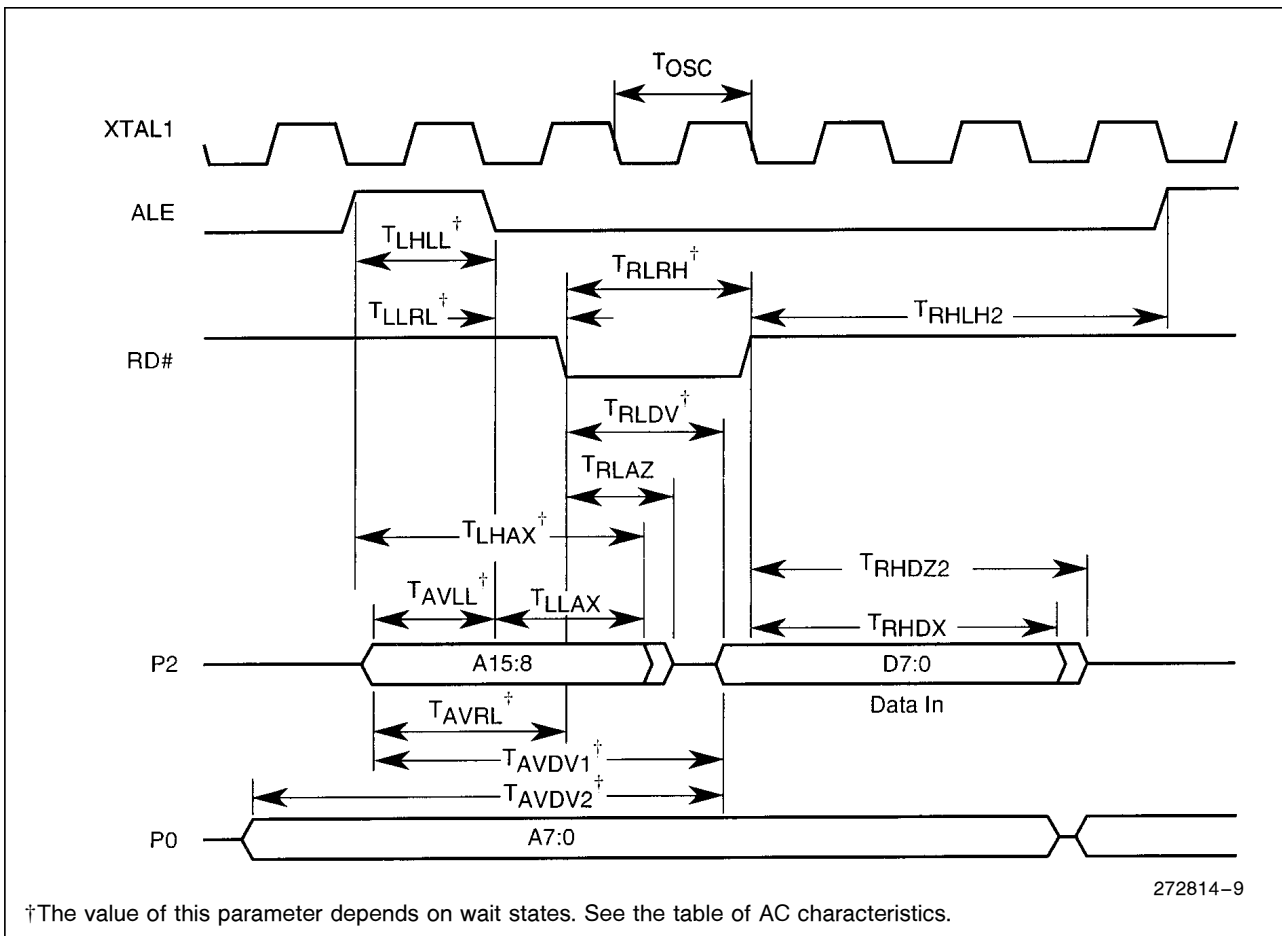 TOSC
XTAL1
ALE
TLHLL†
TRLRH†
TLLRL†
TRHLH2
RD#
TRLDV†
TRLAZ
TLHAX†
TRHDZ2
TAVLL†
TLLAX
TRHDX
P2
A15:8
D7:0
Data In
TAVRL†
TAVDV1†
TAVDV2†
P0
A7:0
272814–9
†The value of this parameter depends on wait states. See the table of AC characteristics.